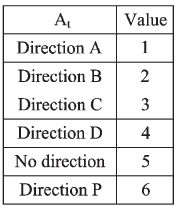 Aₜ Value
Direction A 1
Direction B 2
Direction C 3
Direction D 4
No direction 5
Direction P 6